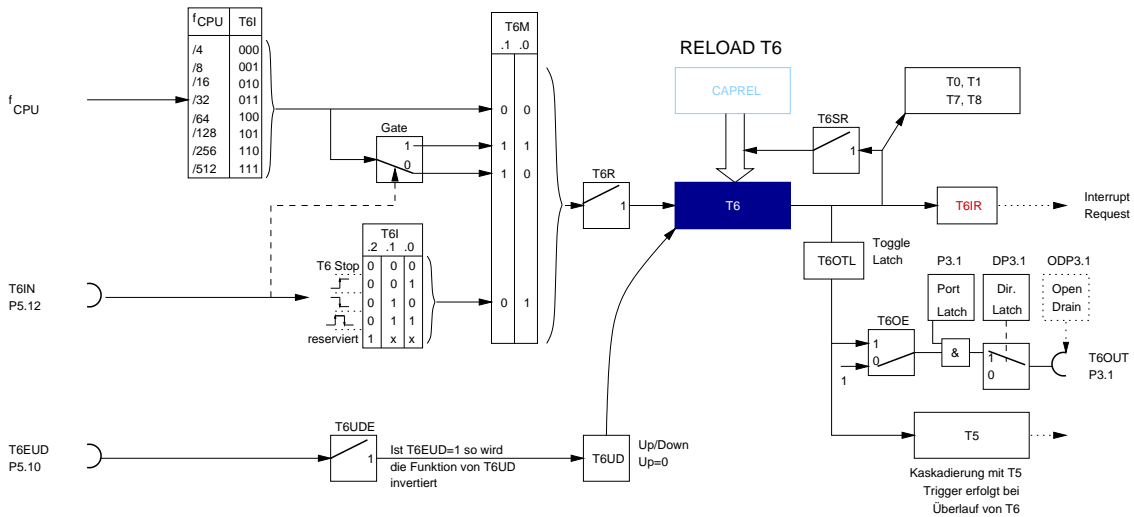 fCPU T6I
/4 000
/8 001
/16 010
/32 011
/64 100
/128 101
/256 110
/512 111
f
CPU
Gate
1
0
T6M
.1 .0
0 0
1 1
1 0
0 1
RELOAD T6
CAPREL
T6SR
1
T0, T1
T7, T8
T6R
1
T6
T6IR
Interrupt
Request
T6I
.2 .1 .0
T6 Stop 0 0 0
0 0 1
0 1 0
0 1 1
reserviert 1 x x
T6IN
P5.12
T6OTL
Toggle
Latch
P3.1
Port
Latch
DP3.1
Dir.
Latch
ODP3.1
Open
Drain
T6OE
1
0
1
&
1
0
T6OUT
P3.1
T6EUD
P5.10
T6UDE
1
Ist T6EUD=1 so wird
die Funktion von T6UD
invertiert
T6UD
Up/Down
Up=0
T5
Kaskadierung mit T5
Trigger erfolgt bei
Überlauf von T6